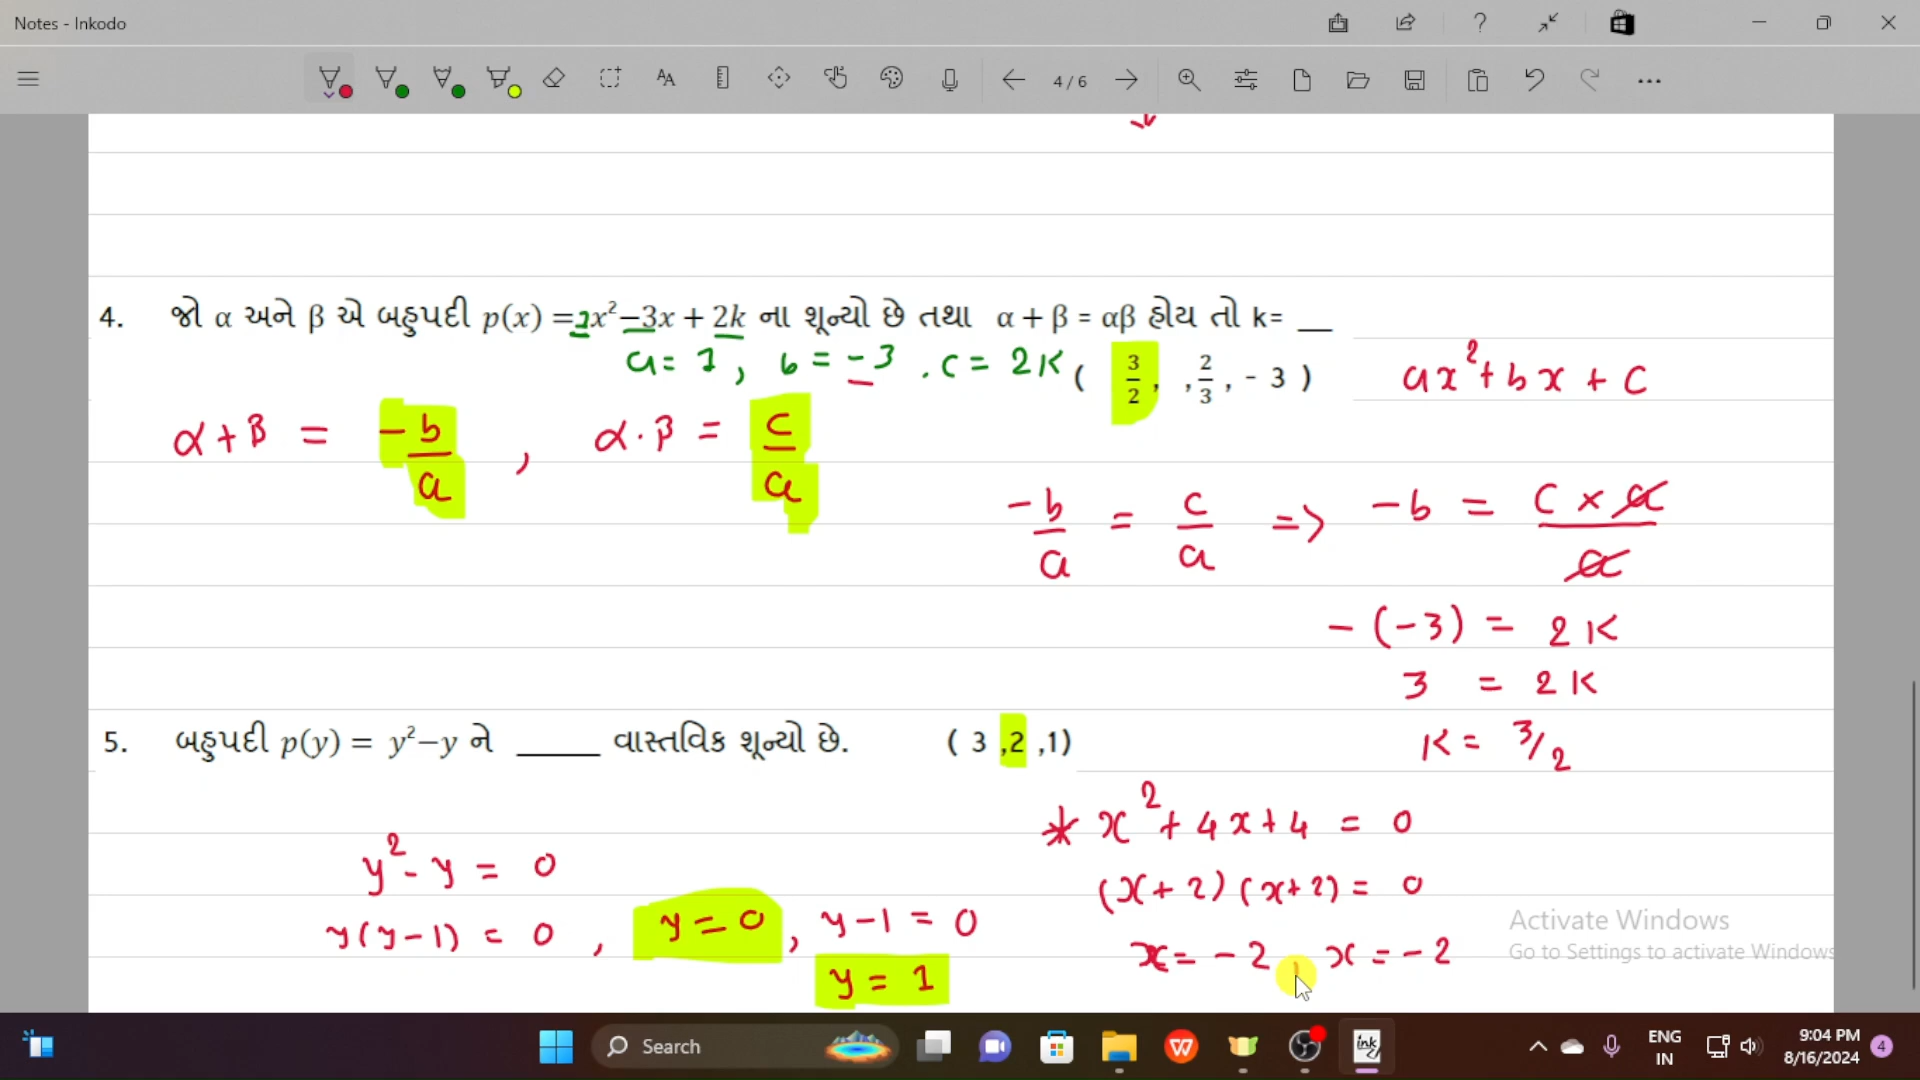 Notes - Inkodo
4 / 6
4. જો α અને β એ બહુપદી p(x) = 1x² −3x + 2k ના શૂન્યો છે તથા α + β = αβ હોય તો k= __
a = 1 , b = -3 , c = 2K ( 3/2 , , 2/3 , - 3 )
ax² + bx + c
α + β = -b/a , α . β = c/a
-b/a = c/a => -b = c × a / a
- (-3) = 2K
3 = 2K
K = 3/2
5. બહુપદી p(y) = y² − y ને _____ વાસ્તવિક શૂન્યો છે. ( 3 ,2 ,1)
* x² + 4x + 4 = 0
(x + 2) (x + 2) = 0
x = - 2 , x = - 2
y² - y = 0
y (y - 1) = 0 , y = 0 , y - 1 = 0
y = 1
Activate Windows
Go to Settings to activate Windows
Search
ENG
IN
9:04 PM
8/16/2024
4